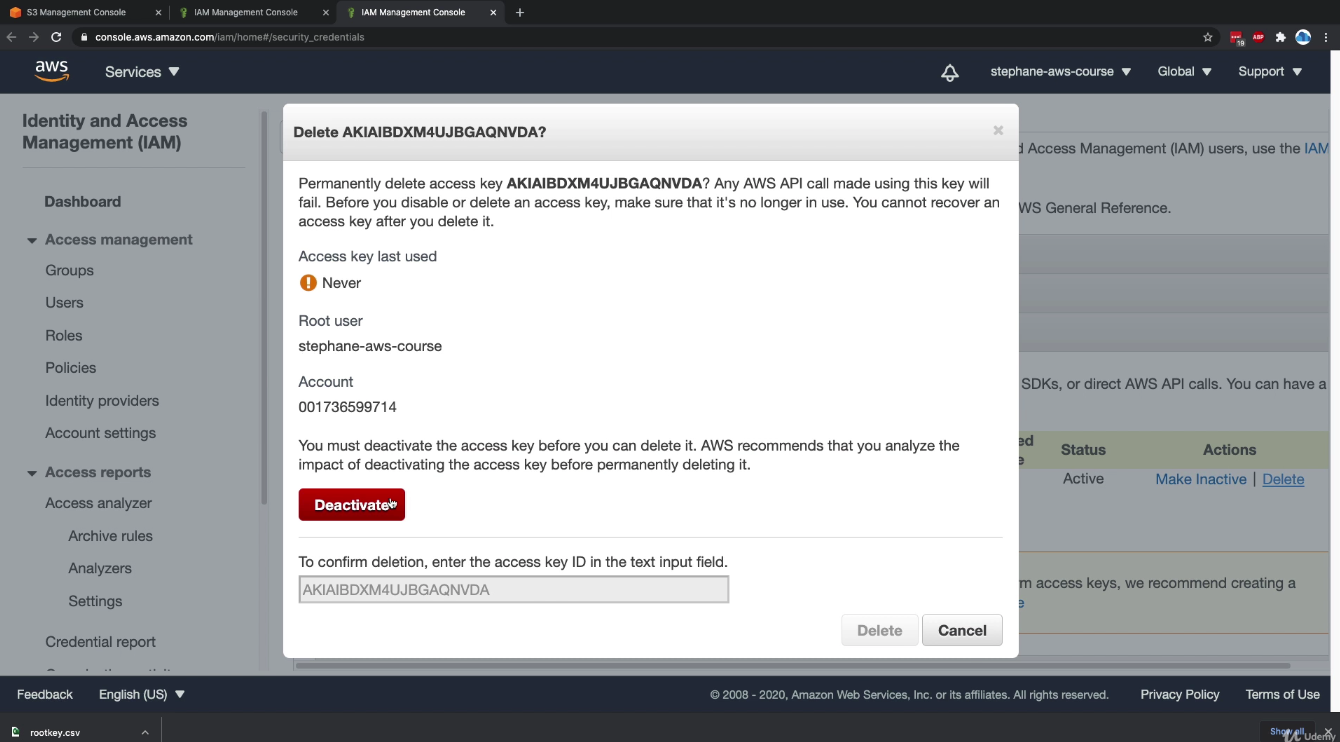 S3 Management Console
IAM Management Console
IAM Management Console
console.aws.amazon.com/iam/home#/security_credentials
19
ABP
aws
Services
stephane-aws-course
Global
Support
Identity and Access
Management (IAM)
Dashboard
Access management
Groups
Users
Roles
Policies
Identity providers
Account settings
Access reports
Access analyzer
Archive rules
Analyzers
Settings
Credential report
Delete AKIAIBDXM4UJBGAQNVDA?
Permanently delete access key AKIAIBDXM4UJBGAQNVDA? Any AWS API call made using this key will
fail. Before you disable or delete an access key, make sure that it's no longer in use. You cannot recover an
access key after you delete it.
Access key last used
Never
Root user
stephane-aws-course
Account
001736599714
You must deactivate the access key before you can delete it. AWS recommends that you analyze the
impact of deactivating the access key before permanently deleting it.
Deactivate
To confirm deletion, enter the access key ID in the text input field.
AKIAIBDXM4UJBGAQNVDA
Delete
Cancel
d Access Management (IAM) users, use the IAM
WS General Reference.
SDKs, or direct AWS API calls. You can have a
ed
e
Status
Actions
Active
Make Inactive | Delete
m access keys, we recommend creating a
e
Feedback
English (US)
© 2008 - 2020, Amazon Web Services, Inc. or its affiliates. All rights reserved.
Privacy Policy
Terms of Use
rootkey.csv
Show all
Udemy